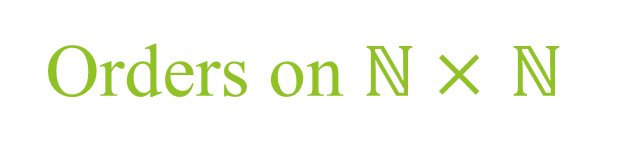 Orders on ℕ × ℕ